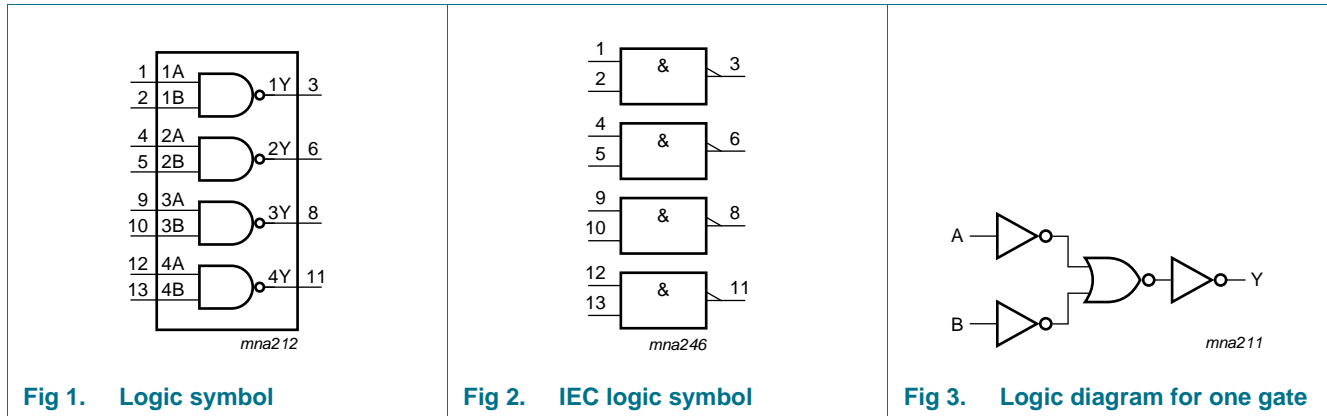 1 1A
2 1B
1Y 3
4 2A
5 2B
2Y 6
9 3A
10 3B
3Y 8
12 4A
13 4B
4Y 11
mna212
Fig 1. Logic symbol
1
2
&
3
4
5
&
6
9
10
&
8
12
13
&
11
mna246
Fig 2. IEC logic symbol
A
B
Y
mna211
Fig 3. Logic diagram for one gate